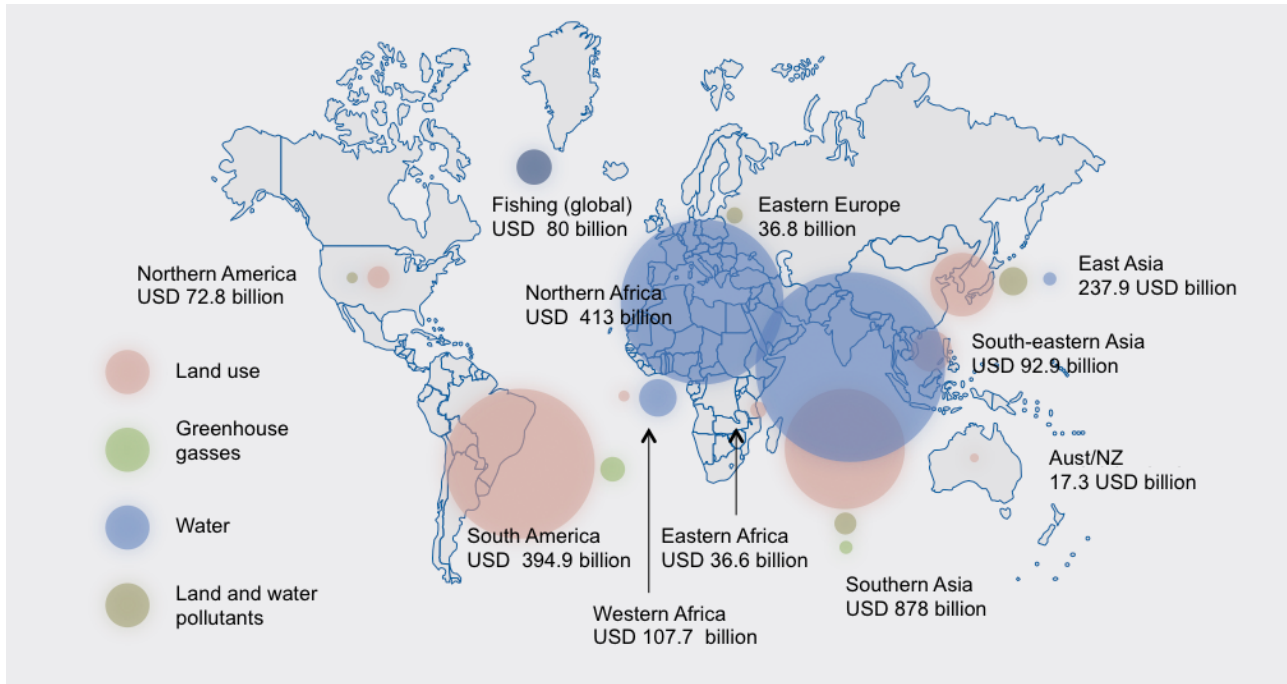 Fishing (global)
USD 80 billion
Eastern Europe
36.8 billion
Northern America
USD 72.8 billion
Northern Africa
USD 413 billion
East Asia
237.9 USD billion
South-eastern Asia
USD 92.9 billion
Land use
Greenhouse
gasses
Water
Land and water
pollutants
Aust/NZ
17.3 USD billion
South America
USD 394.9 billion
Eastern Africa
USD 36.6 billion
Southern Asia
USD 878 billion
Western Africa
USD 107.7 billion